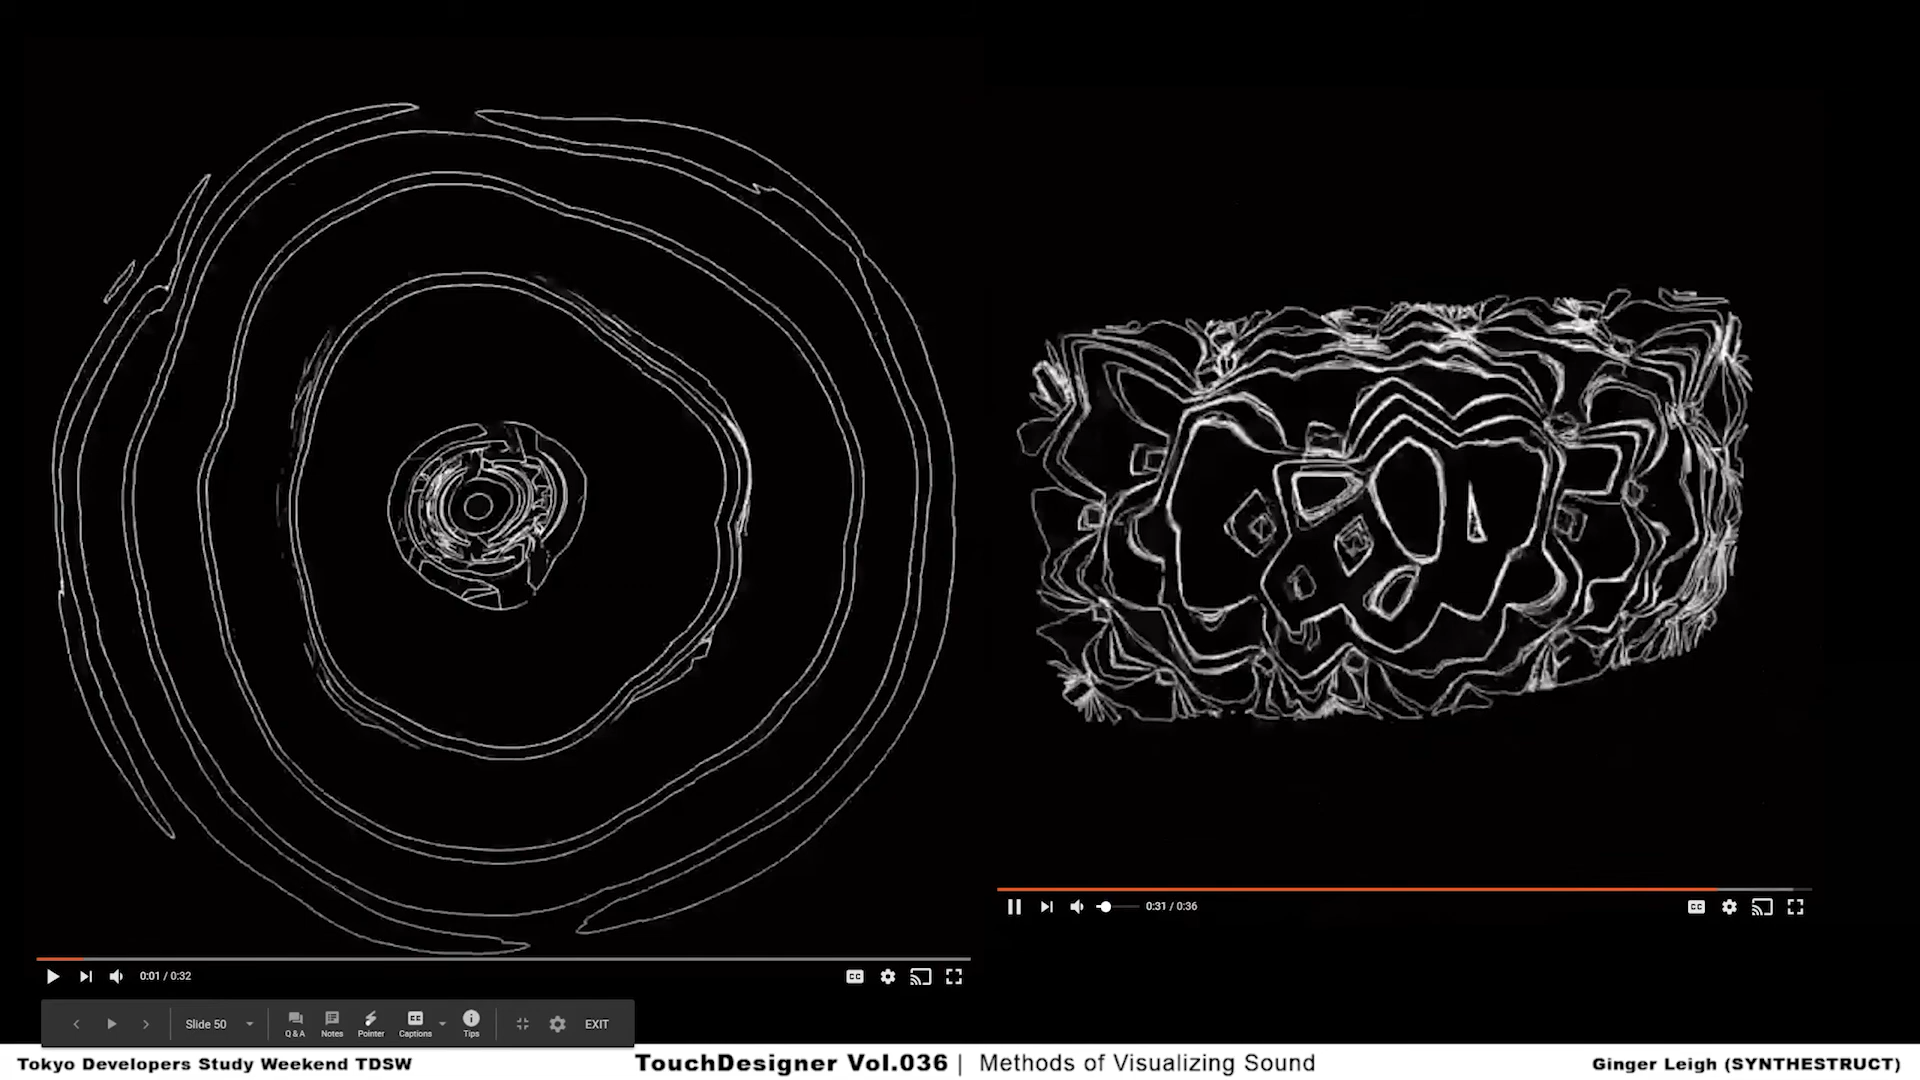 0:31 / 0:36
0:01 / 0:32
Slide 50
Q & A
Notes
Pointer
Captions
Tips
EXIT
Tokyo Developers Study Weekend TDSW
TouchDesigner Vol.036 | Methods of Visualizing Sound
Ginger Leigh (SYNTHESTRUCT)